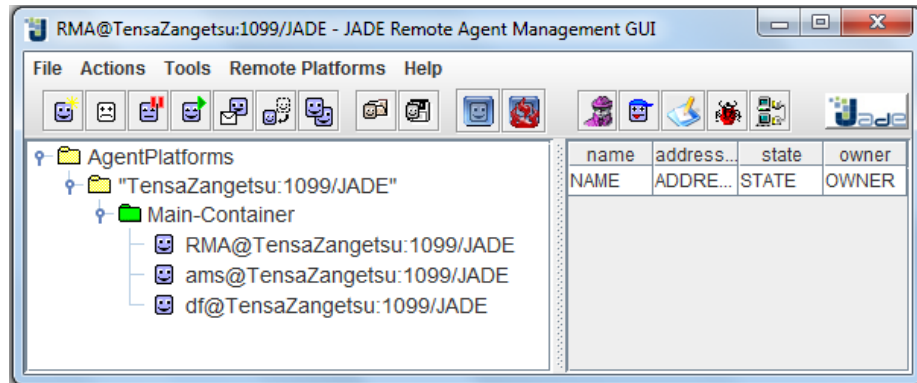 RMA@TensaZangetsu:1099/JADE - JADE Remote Agent Management GUI
File Actions Tools Remote Platforms Help
Jade
AgentPlatforms
"TensaZangetsu:1099/JADE"
Main-Container
RMA@TensaZangetsu:1099/JADE
ams@TensaZangetsu:1099/JADE
df@TensaZangetsu:1099/JADE
name address... state owner
NAME ADDRE... STATE OWNER